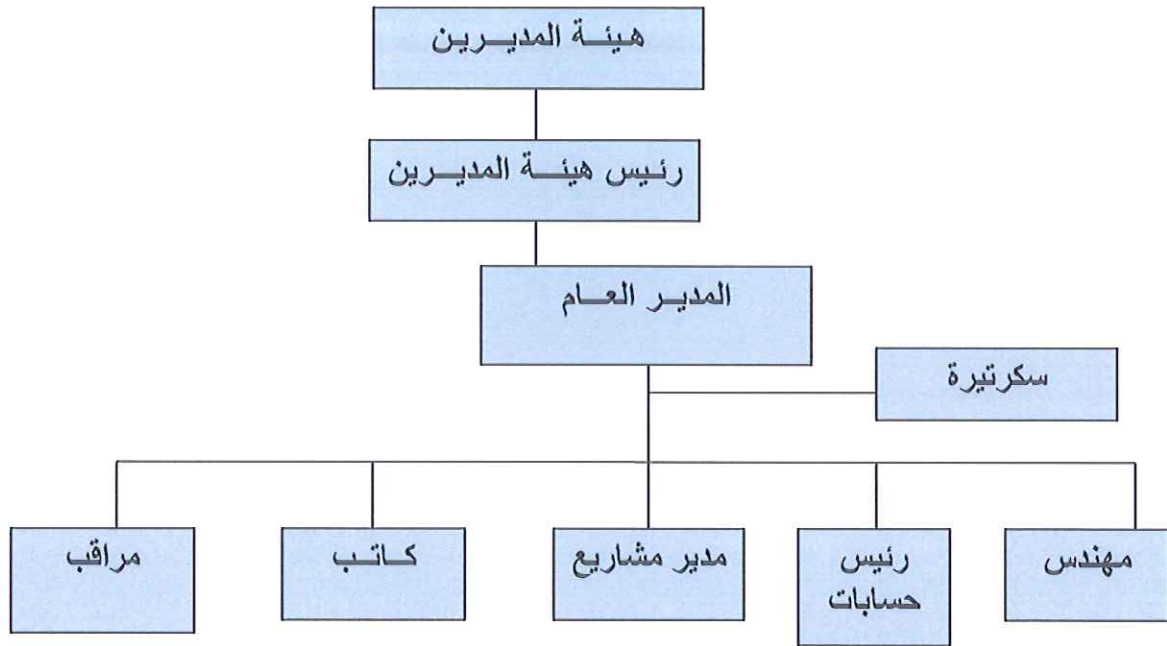 هيئة المديرين
رئيس هيئة المديرين
المدير العام
سكرتيرة
مهندس
رئيس
حسابات
مدير مشاريع
كاتب
مراقب